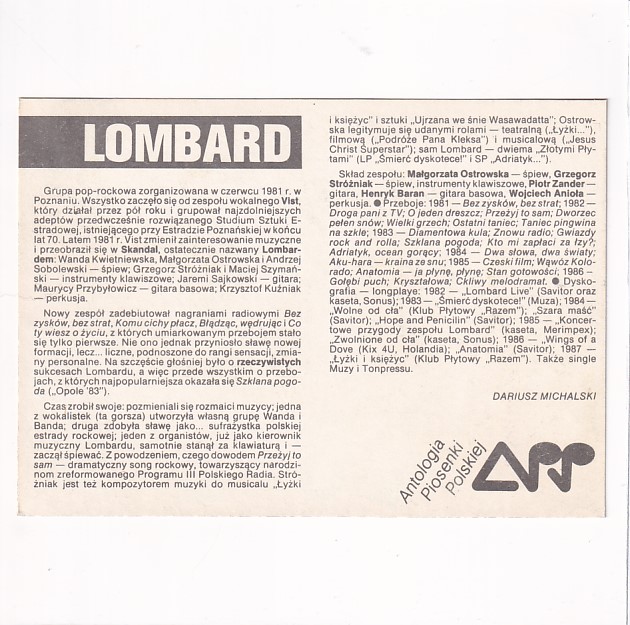 LOMBARD
Grupa pop-rockowa zorganizowana w czerwcu 1981 r. w
Poznaniu. Wszystko zaczęło się od zespołu wokalnego Vist,
który działał przez pół roku i grupował najzdolniejszych
adeptów przedwcześnie rozwiązanego Studium Sztuki E-
stradowej, istniejącego przy Estradzie Poznańskiej w końcu
lat 70. Latem 1981 r. Vist zmienił zainteresowanie muzyczne
i przeobraził się w Skandal, ostatecznie nazwany Lombar-
dem: Wanda Kwietniewska, Małgorzata Ostrowska i Andrzej
Sobolewski — śpiew; Grzegorz Stróżniak i Maciej Szymań-
ski — instrumenty klawiszowe; Jaremi Sajkowski — gitara;
Maurycy Przybyłowicz — gitara basowa; Krzysztof Kuźniak
— perkusja.
Nowy zespół zadebiutował nagraniami radiowymi Bez
zysków, bez strat, Komu cichy płacz, Błądząc, wędrując i Co
ty wiesz o życiu, z których umiarkowanym przebojem stało
się tylko pierwsze. Nie ono jednak przyniosło sławę nowej
formacji, lecz... liczne, podnoszone do rangi sensacji, zmia-
ny personalne. Na szczęście głośniej było o rzeczywistych
sukcesach Lombardu, a więc przede wszystkim o przebo-
jach, z których najpopularniejsza okazała się Szklana pogo-
da („Opole '83").
Czas zrobił swoje: pozmieniali się rozmaici muzycy; jedna
z wokalistek (ta gorsza) utworzyła własną grupę Wanda i
Banda; druga zdobyła sławę jako... sufrażystka polskiej
estrady rockowej; jeden z organistów, już jako kierownik
muzyczny Lombardu, samotnie stanął za klawiaturą i —
zaczął śpiewać. Z powodzeniem, czego dowodem Przeżyj to
sam — dramatyczny song rockowy, towarzyszący narodzi-
nom zreformowanego Programu III Polskiego Radia. Stró-
żniak jest też kompozytorem muzyki do musicalu „Łyżki
i księżyc" i sztuki „Ujrzana we śnie Wasawadatta"; Ostrow-
ska legitymuje się udanymi rolami — teatralną („Łyżki..."),
filmową („Podróże Pana Kleksa") i musicalową („Jesus
Christ Superstar"); sam Lombard — dwiema „Złotymi Pły-
tami" (LP „Śmierć dyskotece!" i SP „Adriatyk...").
Skład zespołu: Małgorzata Ostrowska — śpiew, Grzegorz
Stróżniak — śpiew, instrumenty klawiszowe, Piotr Zander —
gitara, Henryk Baran — gitara basowa, Wojciech Anioła —
perkusja. ● Przeboje: 1981 — Bez zysków, bez strat; 1982 —
Droga pani z TV; O jeden dreszcz; Przeżyj to sam; Dworzec
pełen snów; Wielki grzech; Ostatni taniec; Taniec pingwina
na szkle; 1983 — Diamentowa kula; Znowu radio; Gwiazdy
rock and rolla; Szklana pogoda; Kto mi zapłaci za łzy?;
Adriatyk, ocean gorący; 1984 — Dwa słowa, dwa światy;
Aku-hara — kraina ze snu; 1985 — Czeski film; Wąwóz Kolo-
rado; Anatomia — ja płynę, płynę; Stan gotowości; 1986 –
Gołębi puch; Kryształowa; Ckliwy melodramat. ● Dysko-
grafia — longplaye: 1982 — „Lombard Live" (Savitor oraz
kaseta, Sonus); 1983 — „Śmierć dyskotece!" (Muza); 1984 —
„Wolne od cła" (Klub Płytowy „Razem"); „Szara maść"
(Savitor); „Hope and Penicilin" (Savitor); 1985 — „Koncer-
towe przygody zespołu Lombard" (kaseta, Merimpex);
„Zwolnione od cła" (kaseta, Sonus); 1986 — „Wings of a
Dove (Kix 4U, Holandia); „Anatomia" (Savitor); 1987 —
„Łyżki i księżyc" (Klub Płytowy „Razem"). Także single
Muzy i Tonpressu.
DARIUSZ MICHALSKI
Antologia
Piosenki
Polskiej
APP